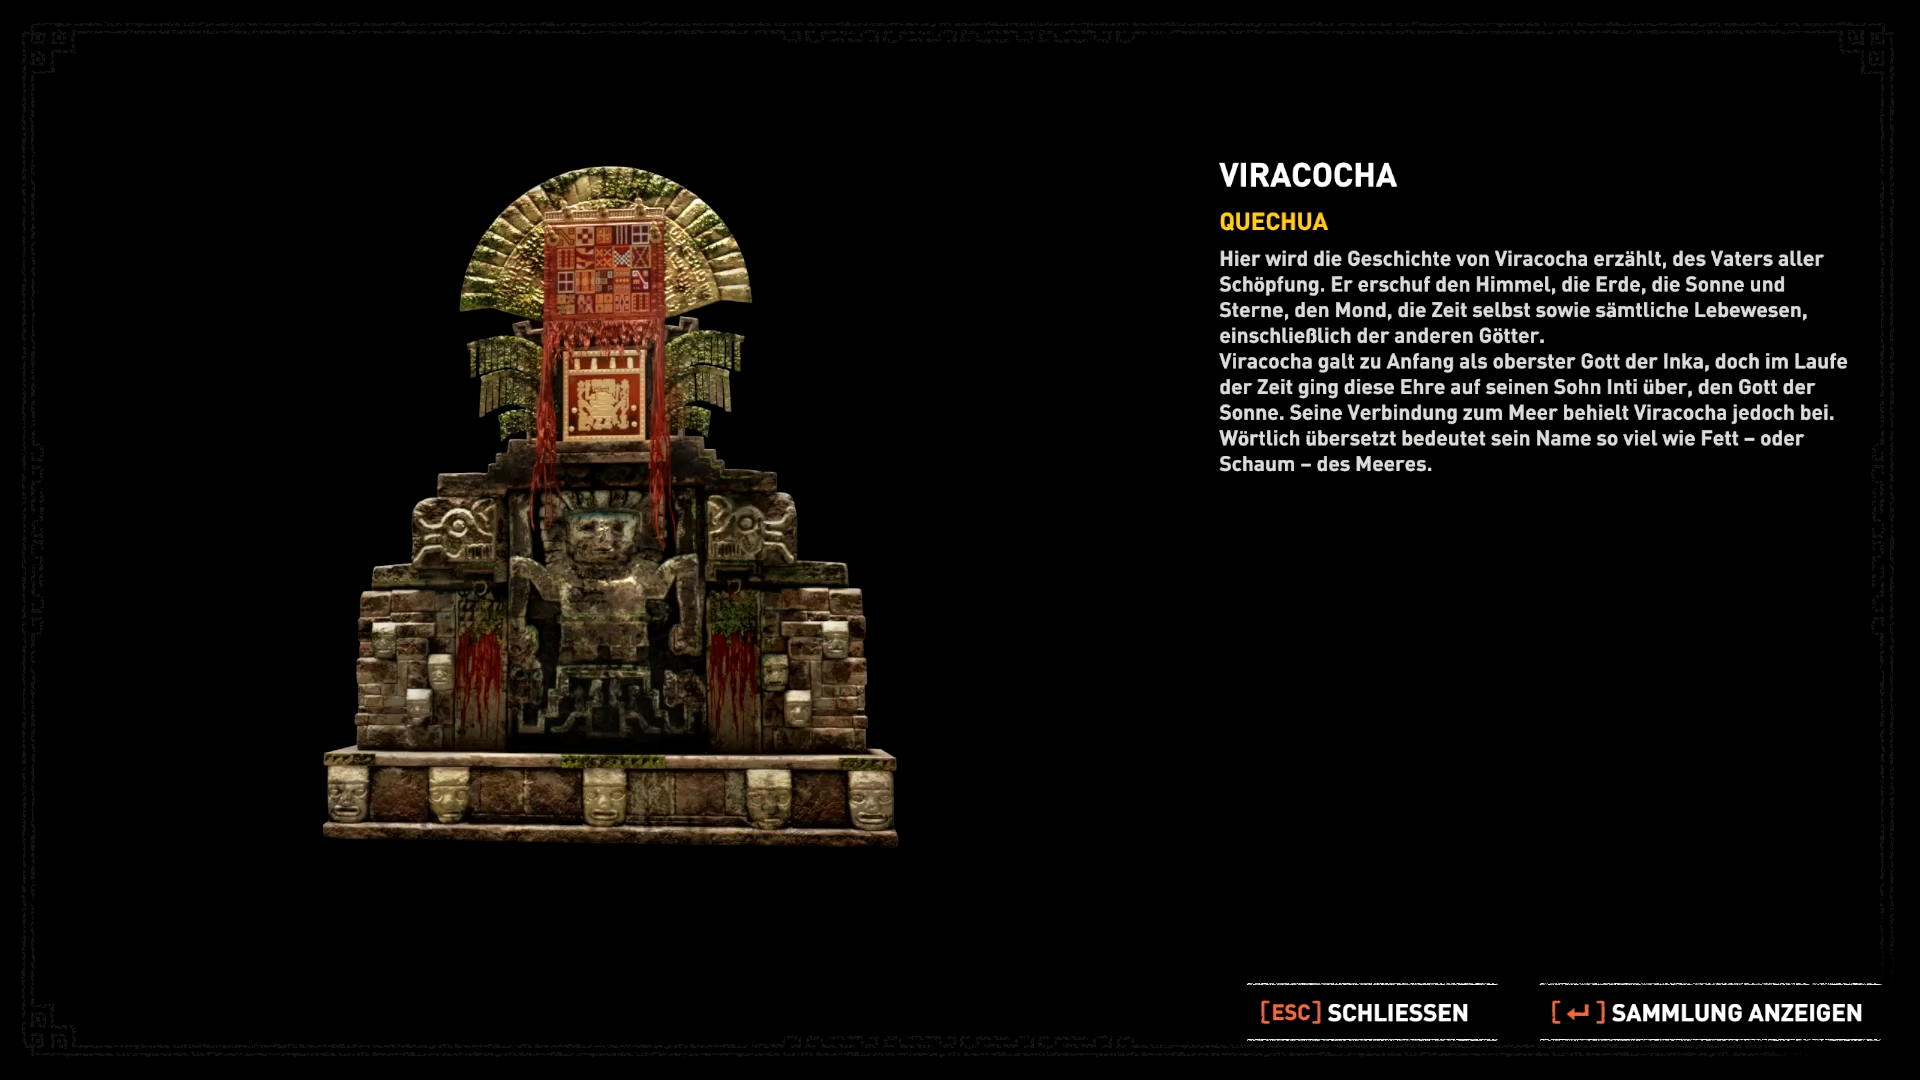 VIRACOCHA
QUECHUA
Hier wird die Geschichte von Viracocha erzählt, des Vaters aller
Schöpfung. Er erschuf den Himmel, die Erde, die Sonne und
Sterne, den Mond, die Zeit selbst sowie sämtliche Lebewesen,
einschließlich der anderen Götter.
Viracocha galt zu Anfang als oberster Gott der Inka, doch im Laufe
der Zeit ging diese Ehre auf seinen Sohn Inti über, den Gott der
Sonne. Seine Verbindung zum Meer behielt Viracocha jedoch bei.
Wörtlich übersetzt bedeutet sein Name so viel wie Fett – oder
Schaum – des Meeres.
[ESC] SCHLIESSEN
[↵] SAMMLUNG ANZEIGEN